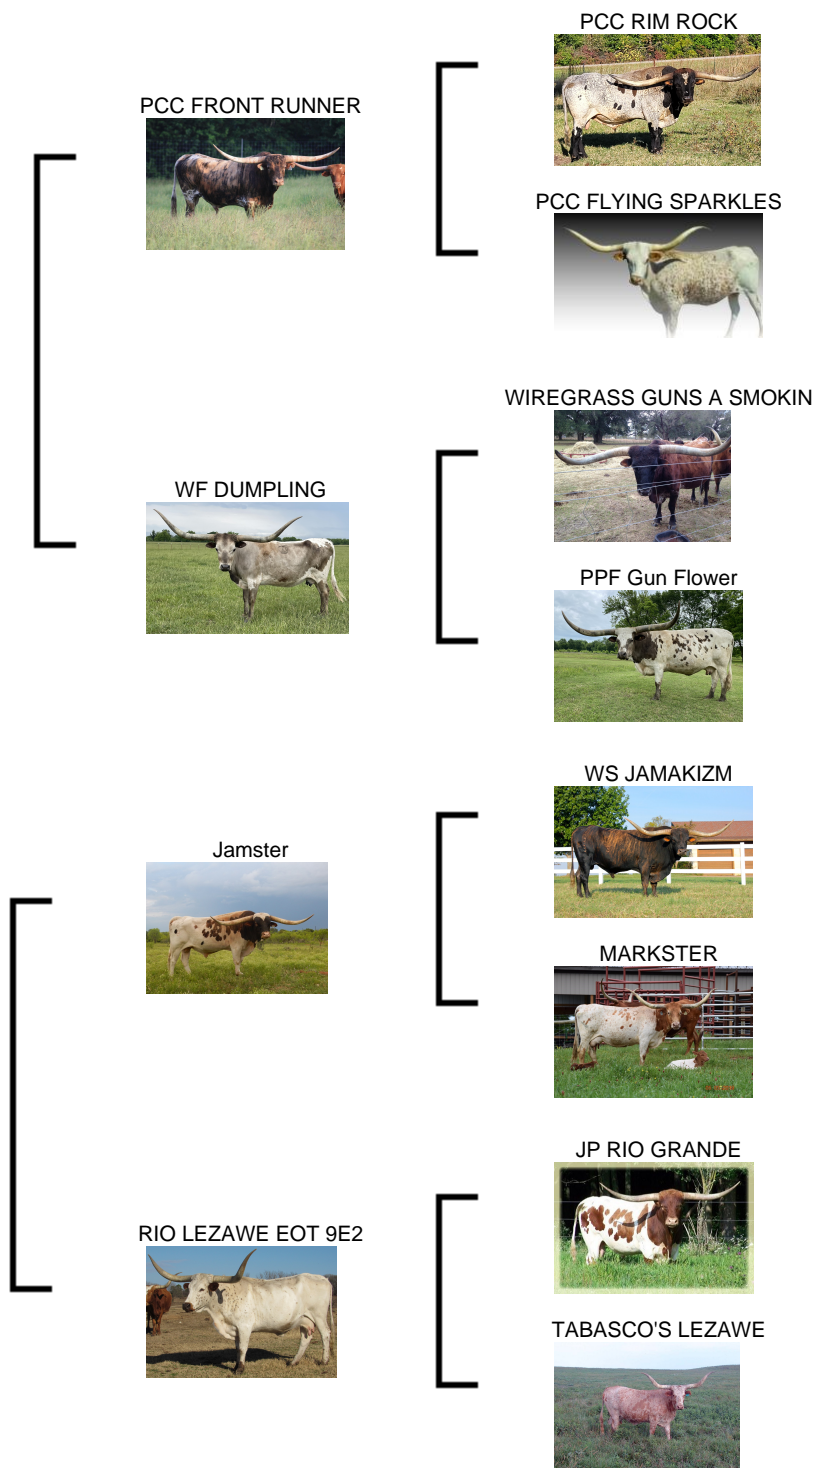 PCC RIM ROCK
PCC FRONT RUNNER
PCC FLYING SPARKLES
WIREGRASS GUNS A SMOKIN
WF DUMPLING
PPF Gun Flower
WS JAMAKIZM
Jamster
MARKSTER
JP RIO GRANDE
RIO LEZAWE EOT 9E2
TABASCO'S LEZAWE